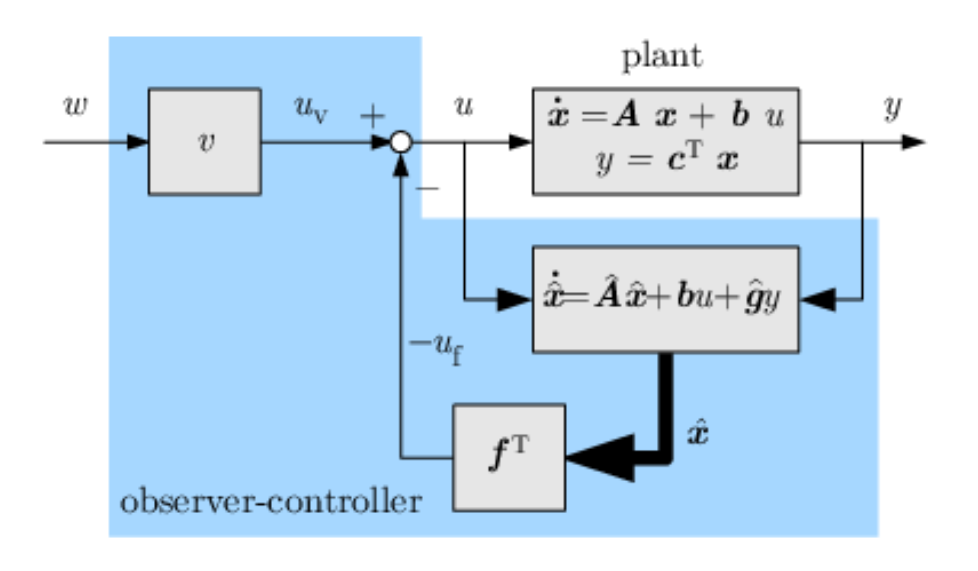 plant
w
v
u_v
+
−
u
ẋ = A x + b u
y = c^T x
y
x̂̇ = Â x̂ + b u + ĝ y
−u_f
f^T
x̂
observer-controller